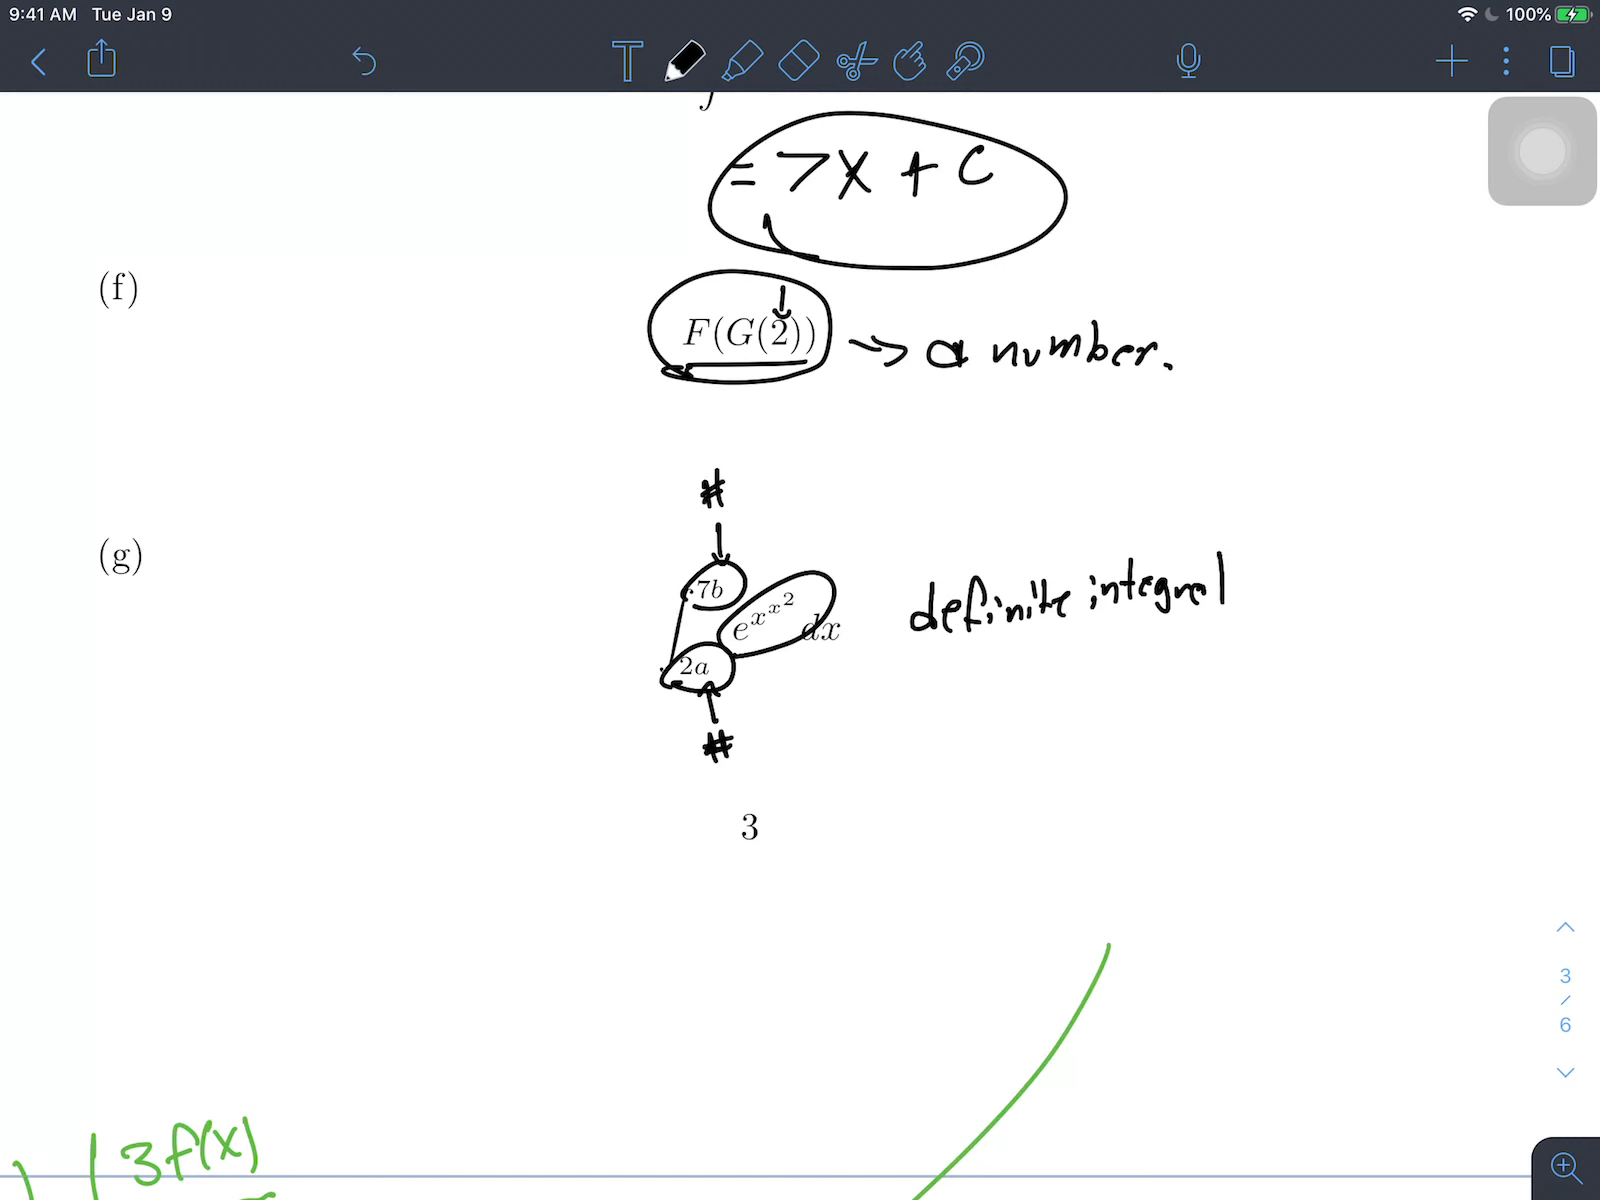 9:41 AM Tue Jan 9 100%
= 7x + C
(f)
F(G(2)) → a number.
#
(g)
7b
e^{x^{x^2}} dx definite integral
2a
#
3
3
/
6
3f(x)